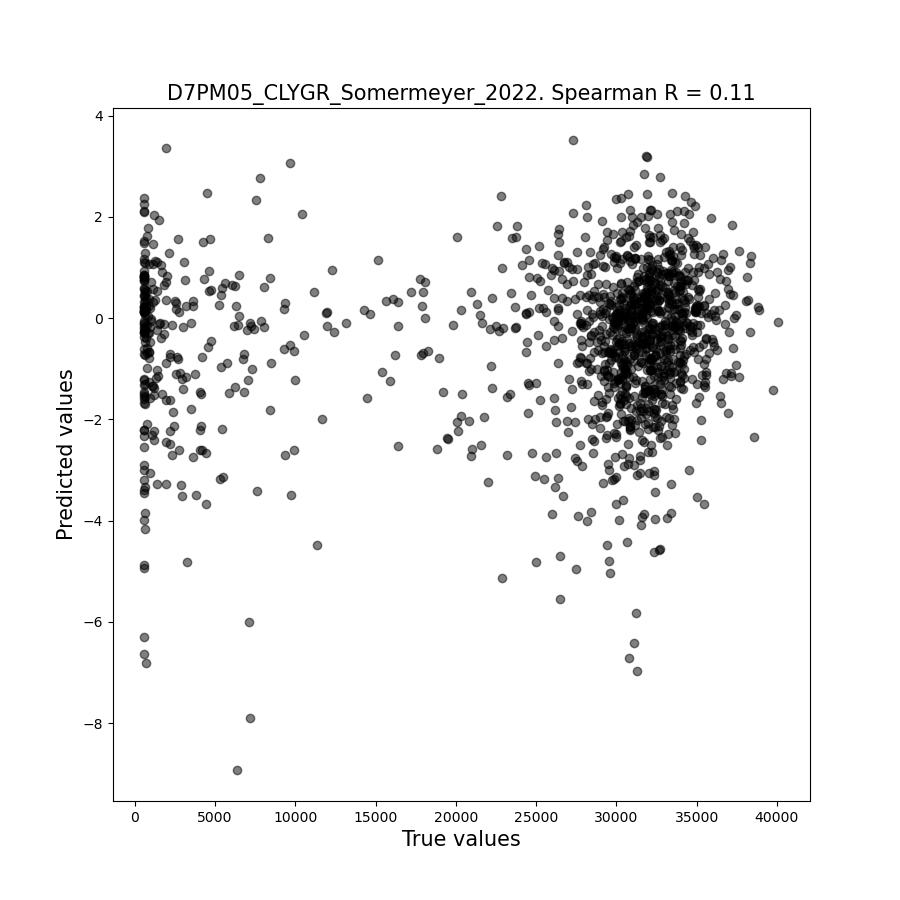 D7PM05_CLYGR_Somermeyer_2022. Spearman R = 0.11
4
2
0
−2
−4
−6
−8
Predicted values
0 5000 10000 15000 20000 25000 30000 35000 40000
True values